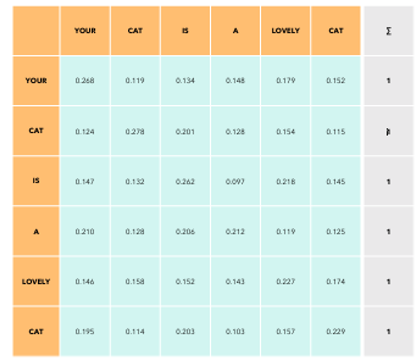 YOUR CAT IS A LOVELY CAT Σ
YOUR 0.268 0.119 0.134 0.148 0.179 0.152 1
CAT 0.124 0.278 0.201 0.128 0.154 0.115 1
IS 0.147 0.132 0.262 0.097 0.218 0.145 1
A 0.210 0.128 0.206 0.212 0.119 0.125 1
LOVELY 0.146 0.158 0.152 0.143 0.227 0.174 1
CAT 0.195 0.114 0.203 0.103 0.157 0.229 1